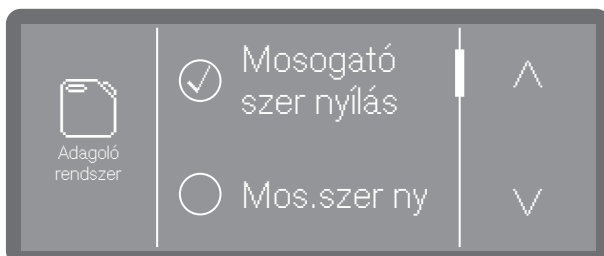 Adagoló
rendszer
Mosogató
szer nyílás
Mos.szer ny